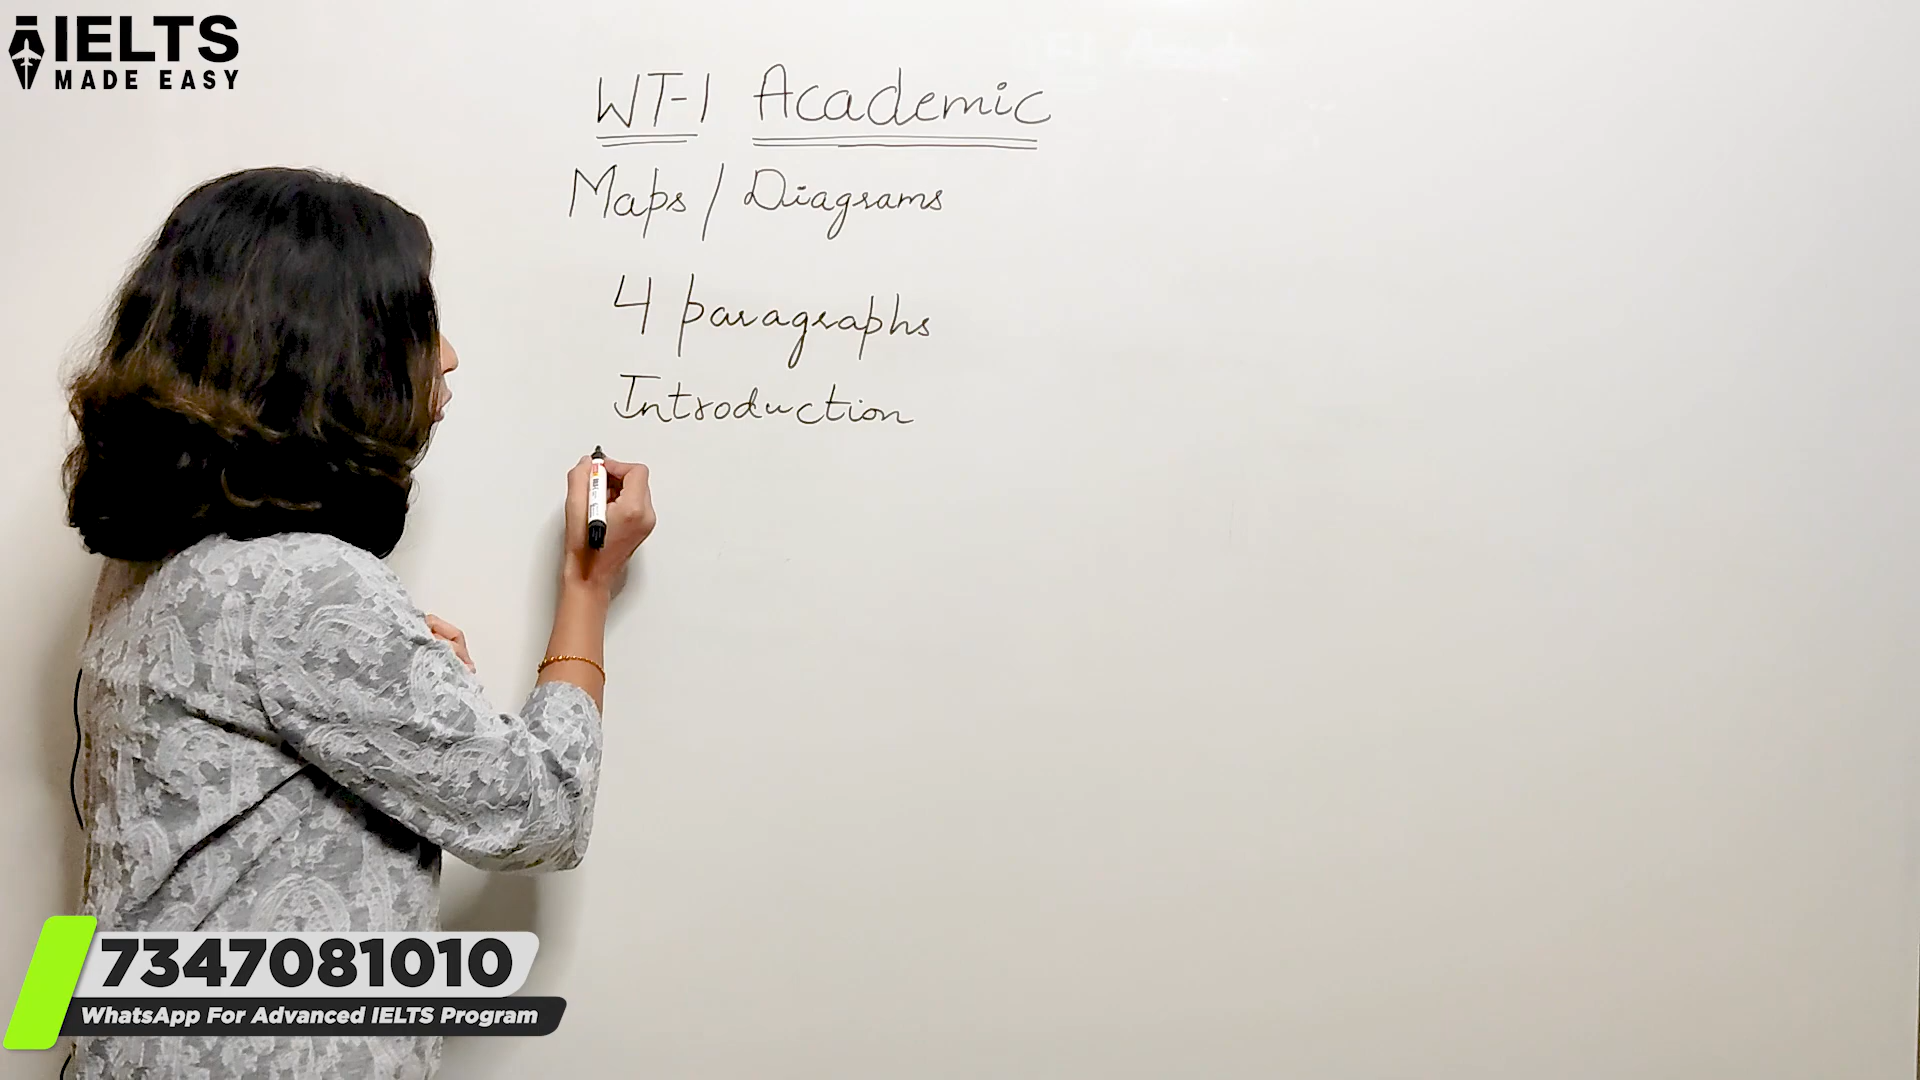 IELTS
MADE EASY
WT-1 Academic
Maps / Diagrams
4 paragraphs
Introduction
7347081010
WhatsApp For Advanced IELTS Program